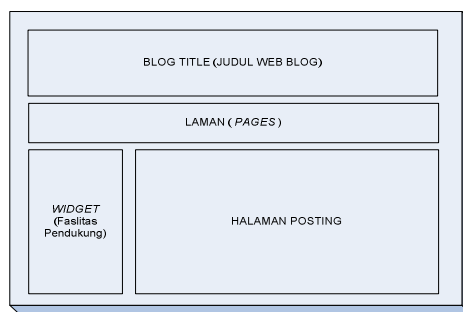 BLOG TITLE (JUDUL WEB BLOG)
LAMAN ( PAGES )
WIDGET
(Faslitas
Pendukung)
HALAMAN POSTING